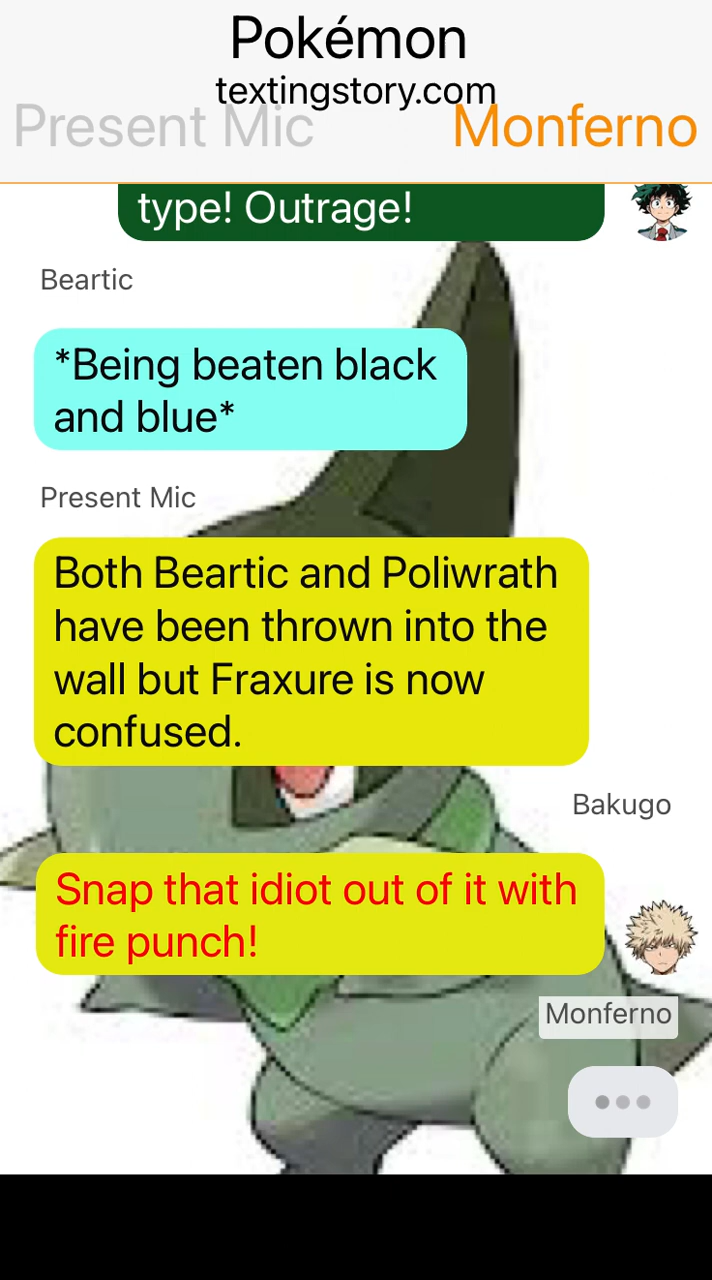 Pokémon
textingstory.com
Present Mic
Monferno
type! Outrage!
Beartic
*Being beaten black
and blue*
Present Mic
Both Beartic and Poliwrath
have been thrown into the
wall but Fraxure is now
confused.
Bakugo
Snap that idiot out of it with
fire punch!
Monferno